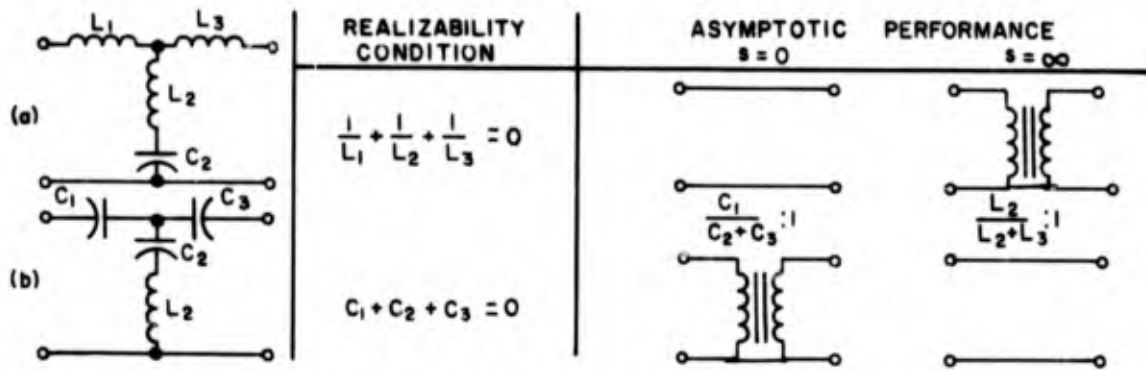 L₁ L₃
REALIZABILITY CONDITION
ASYMPTOTIC PERFORMANCE
s = 0 s = ∞
L₂
(a)
1/L₁ + 1/L₂ + 1/L₃ = 0
C₂
C₁ C₃
C₁/(C₂+C₃) :1
L₂/(L₂+L₃) :1
C₂
(b)
L₂
C₁ + C₂ + C₃ = 0